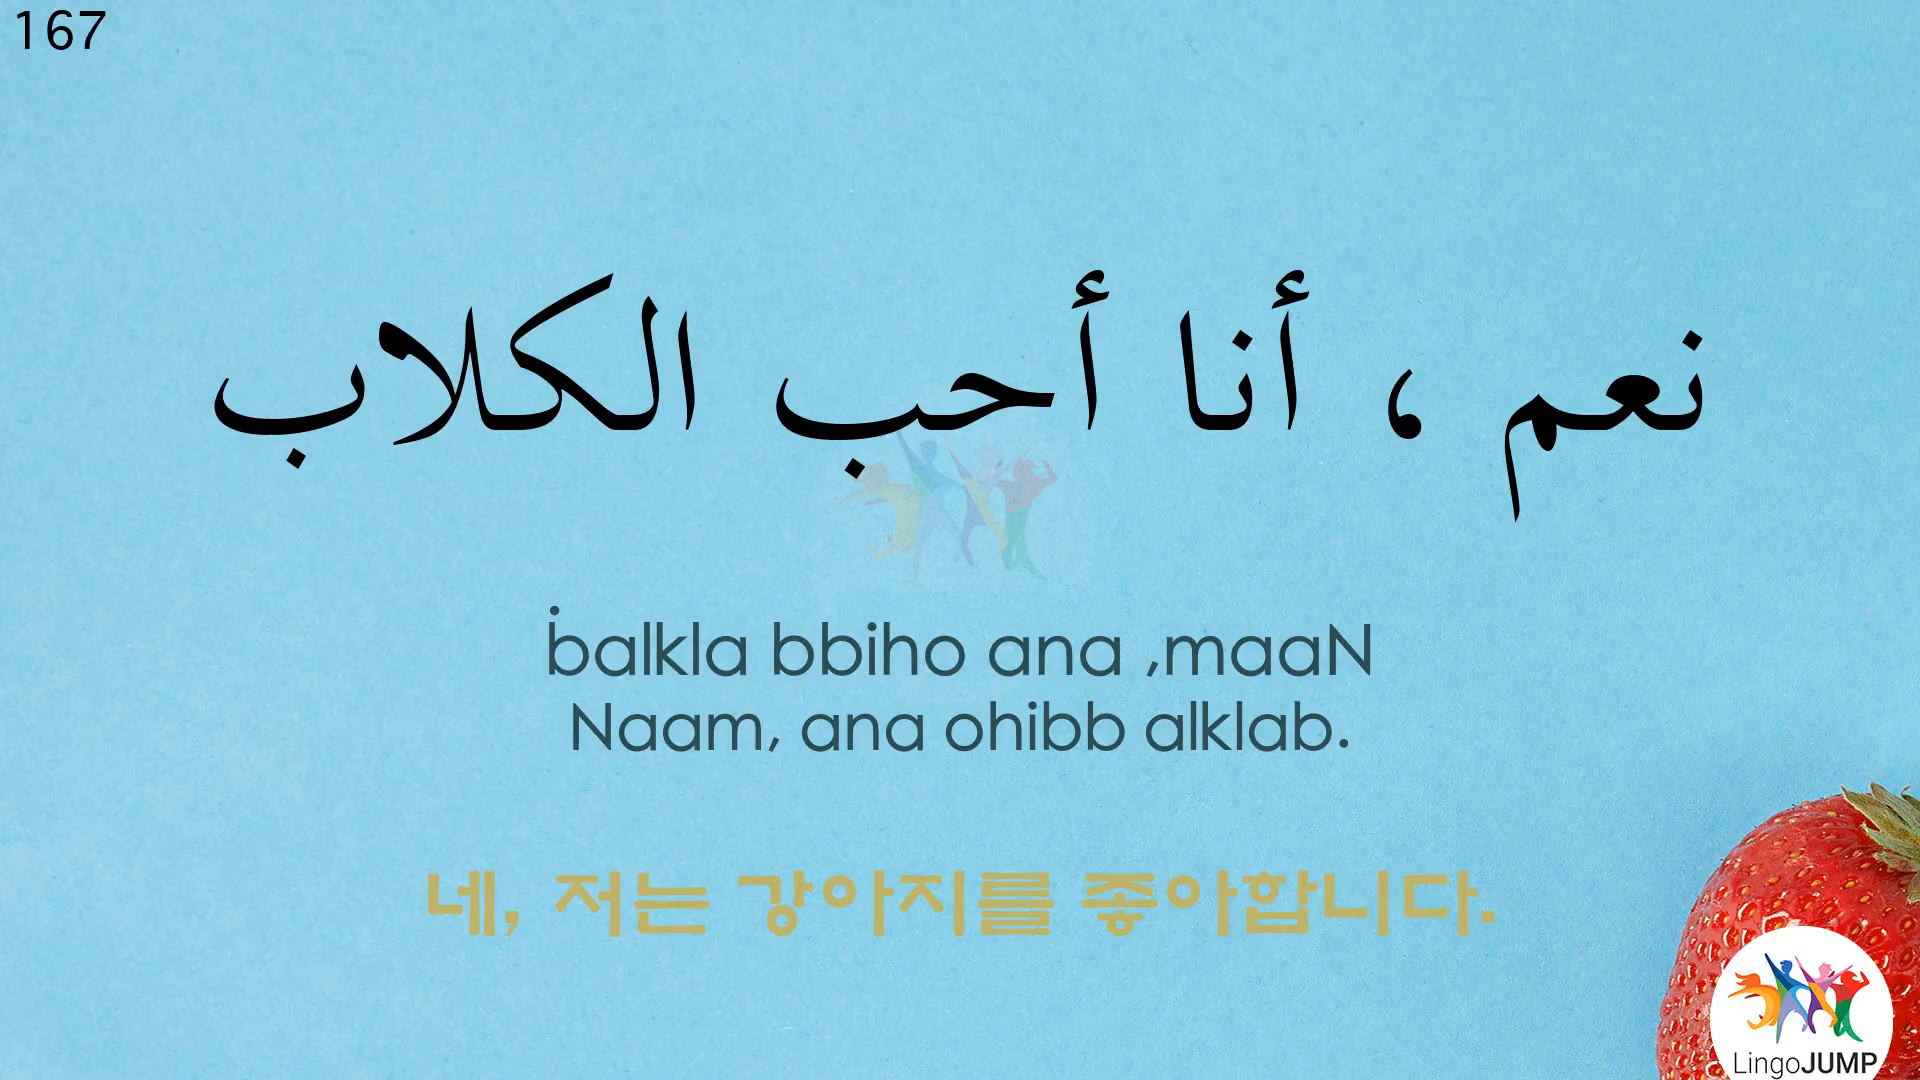 167
نعم ، أنا أحب الكلاب
ḃalkla bbiho ana ,maaN
Naam, ana ohibb alklab.
네, 저는 강아지를 좋아합니다.
LingoJUMP